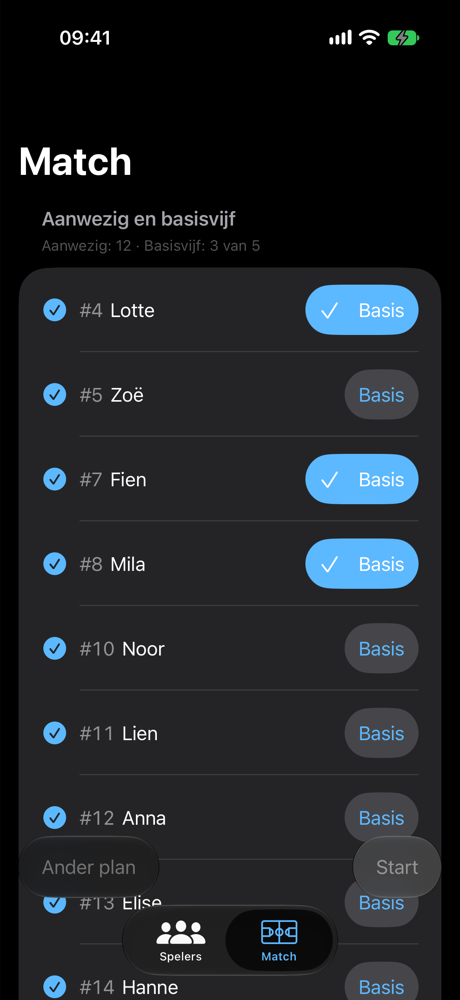 09:41
Match
Aanwezig en basisvijf
Aanwezig: 12 · Basisvijf: 3 van 5
#4 Lotte ✓ Basis
#5 Zoë Basis
#7 Fien ✓ Basis
#8 Mila ✓ Basis
#10 Noor Basis
#11 Lien Basis
#12 Anna Basis
Ander plan Start
#13 Elise Basis
Spelers Match
#14 Hanne Basis